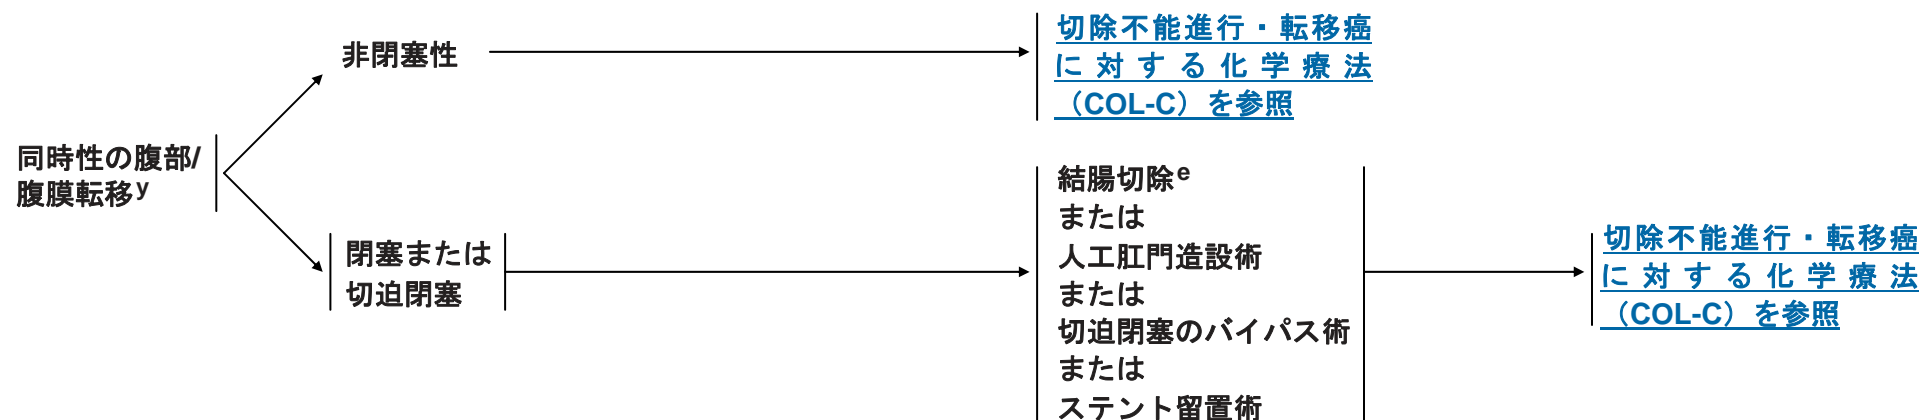 同時性の腹部/
腹膜転移y
非閉塞性
切除不能進行・転移癌
に対する化学療法
（COL-C）を参照
閉塞または
切迫閉塞
結腸切除e
または
人工肛門造設術
または
切迫閉塞のバイパス術
または
ステント留置術
切除不能進行・転移癌
に対する化学療法
（COL-C）を参照